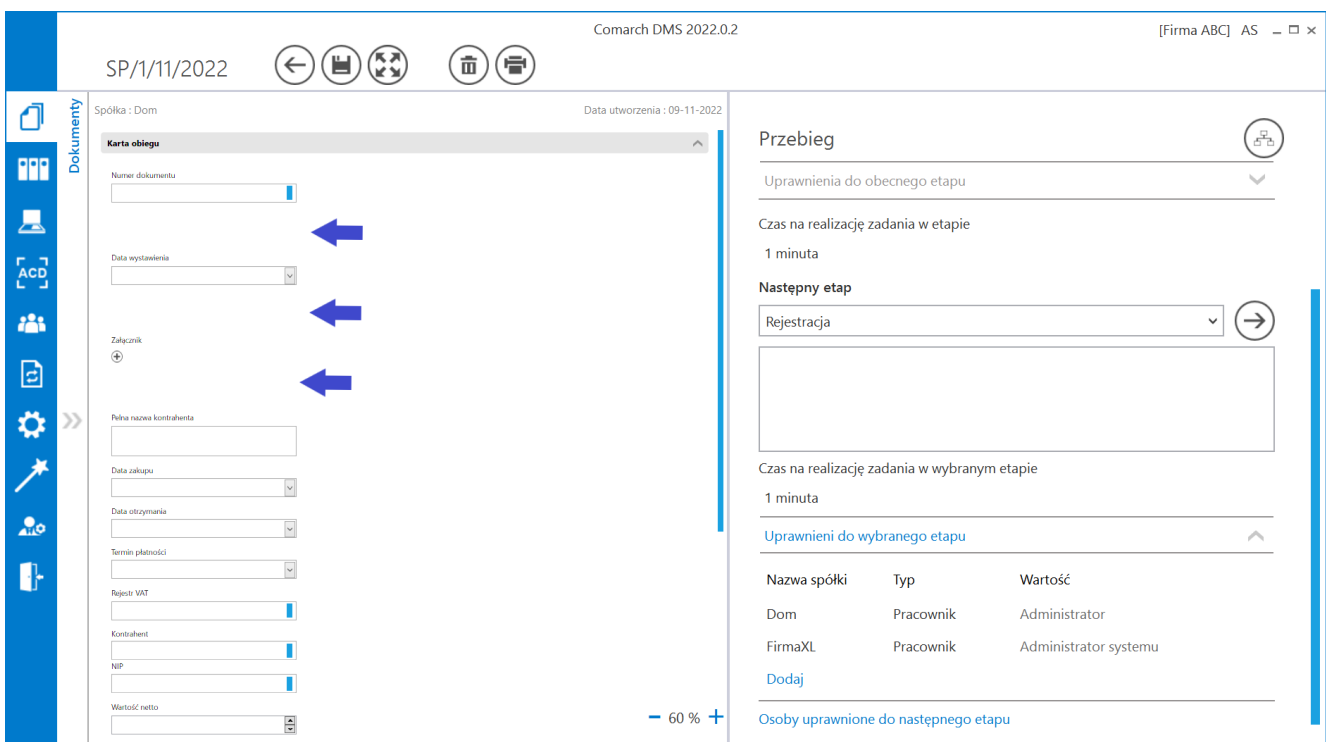 Comarch DMS 2022.0.2
[Firma ABC] AS
SP/1/11/2022
Dokumenty
ACD
Spółka : Dom
Data utworzenia : 09-11-2022
Karta obiegu
Numer dokumentu
Data wystawienia
Załącznik
Pełna nazwa kontrahenta
Data zakupu
Data otrzymania
Termin płatności
Rejestr VAT
Kontrahent
NIP
Wartość netto
60 %
Przebieg
Uprawnienia do obecnego etapu
Czas na realizację zadania w etapie
1 minuta
Następny etap
Rejestracja
Czas na realizację zadania w wybranym etapie
1 minuta
Uprawnieni do wybranego etapu
Nazwa spółki Typ Wartość
Dom Pracownik Administrator
FirmaXL Pracownik Administrator systemu
Dodaj
Osoby uprawnione do następnego etapu